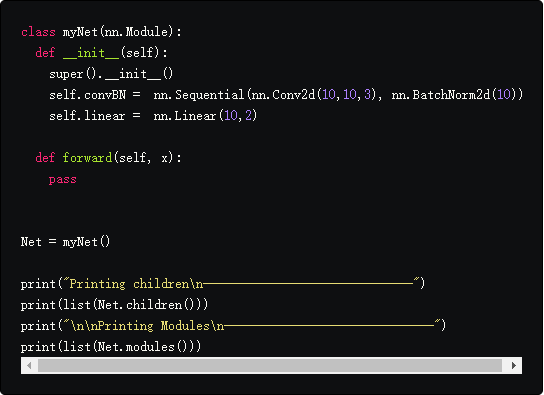 class myNet(nn.Module):
  def __init__(self):
    super().__init__()
    self.convBN =  nn.Sequential(nn.Conv2d(10,10,3), nn.BatchNorm2d(10))
    self.linear =  nn.Linear(10,2)
  def forward(self, x):
    pass
Net = myNet()
print("Printing children\n——————————————————————————————")
print(list(Net.children()))
print("\n\nPrinting Modules\n——————————————————————————————")
print(list(Net.modules()))